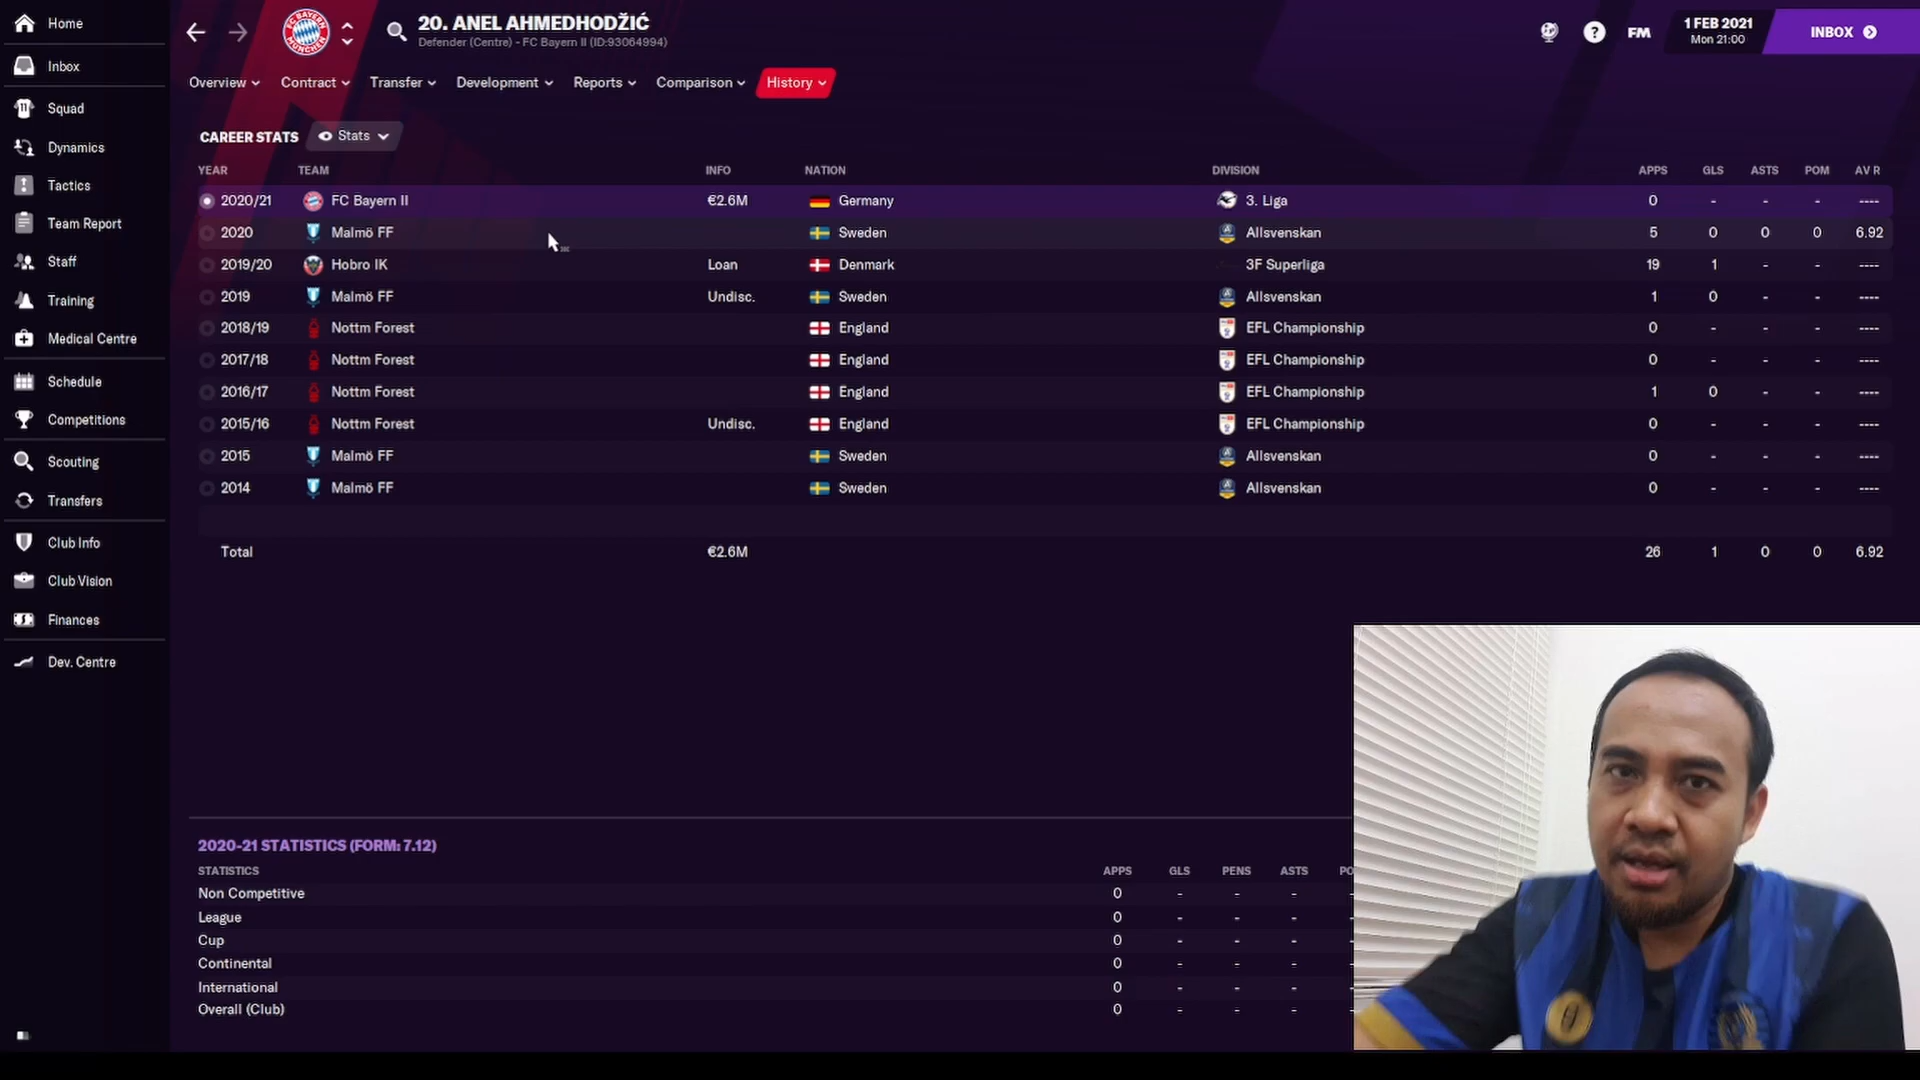 Home
Inbox
Squad
Dynamics
Tactics
Team Report
Staff
Training
Medical Centre
Schedule
Competitions
Scouting
Transfers
Club Info
Club Vision
Finances
Dev. Centre
20. ANEL AHMEDHODŽIĆ
Defender (Centre) - FC Bayern II (ID:93064994)
FM
1 FEB 2021
Mon 21:00
INBOX
Overview Contract Transfer Development Reports Comparison History
CAREER STATS Stats
YEAR TEAM INFO NATION DIVISION APPS GLS ASTS POM AV R
2020/21 FC Bayern II €2.6M Germany 3. Liga 0 - - - ----
2020 Malmö FF Sweden Allsvenskan 5 0 0 0 6.92
2019/20 Hobro IK Loan Denmark 3F Superliga 19 1 - - ----
2019 Malmö FF Undisc. Sweden Allsvenskan 1 0 - - ----
2018/19 Nottm Forest England EFL Championship 0 - - - ----
2017/18 Nottm Forest England EFL Championship 0 - - - ----
2016/17 Nottm Forest England EFL Championship 1 0 - - ----
2015/16 Nottm Forest Undisc. England EFL Championship 0 - - - ----
2015 Malmö FF Sweden Allsvenskan 0 - - - ----
2014 Malmö FF Sweden Allsvenskan 0 - - - ----
Total €2.6M 26 1 0 0 6.92
2020-21 STATISTICS (FORM: 7.12)
STATISTICS APPS GLS PENS ASTS PO
Non Competitive 0 - - - -
League 0 - - - -
Cup 0 - - - -
Continental 0 - - - -
International 0 - - - -
Overall (Club) 0 - - - -